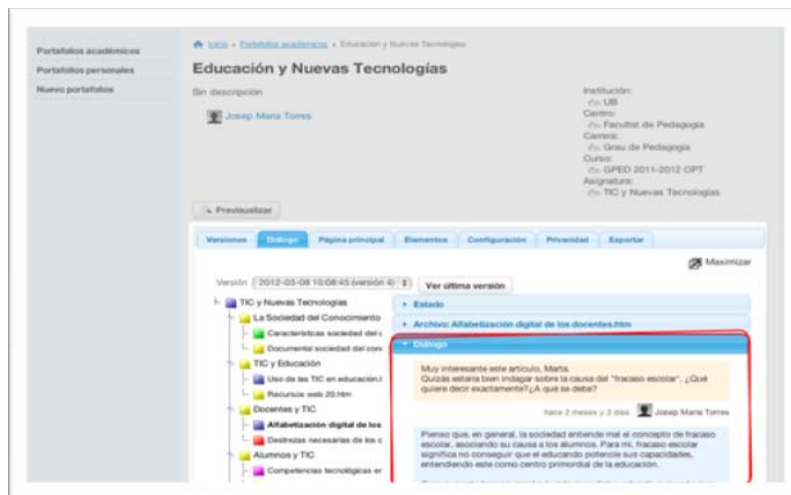 Portafolios académicos
Portafolios personales
Nuevo portafolios
Inicio » Portafolios académicos » Educación y Nuevas Tecnologías
Educación y Nuevas Tecnologías
Sin descripción
Josep Maria Torres
Institución:
UB
Centro:
Facultat de Pedagogia
Carrera:
Grau de Pedagogia
Curso:
GPED 2011-2012 OPT
Asignatura:
TIC y Nuevas Tecnologías
Previsualizar
Versiones Diálogo Página principal Elementos Configuración Privacidad Exportar
Maximizar
Versión 2012-03-08 10:08:45 (versión 4) Ver última versión
TIC y Nuevas Tecnologías
La Sociedad del Conocimiento
Características sociedad del c
Documental sociedad del con
TIC y Educación
Uso de las TIC en educación.
Recursos web 20.htm
Docentes y TIC
Alfabetización digital de los
Destrezas necesarias de los d
Alumnos y TIC
Competencias tecnológicas en
Estado
Archivo: Alfabetización digital de los docentes.htm
Diálogo
Muy interesante este artículo, Marta.
Quizás estaría bien indagar sobre la causa del "fracaso escolar". ¿Qué
quiere decir exactamente?¿A qué se debe?
hace 2 meses y 3 días Josep Maria Torres
Pienso que, en general, la sociedad entiende mal el concepto de fracaso
escolar, asociando su causa a los alumnos. Para mí, fracaso escolar
significa no conseguir que el educando potencie sus capacidades,
entendiendo este como centro primordial de la educación.